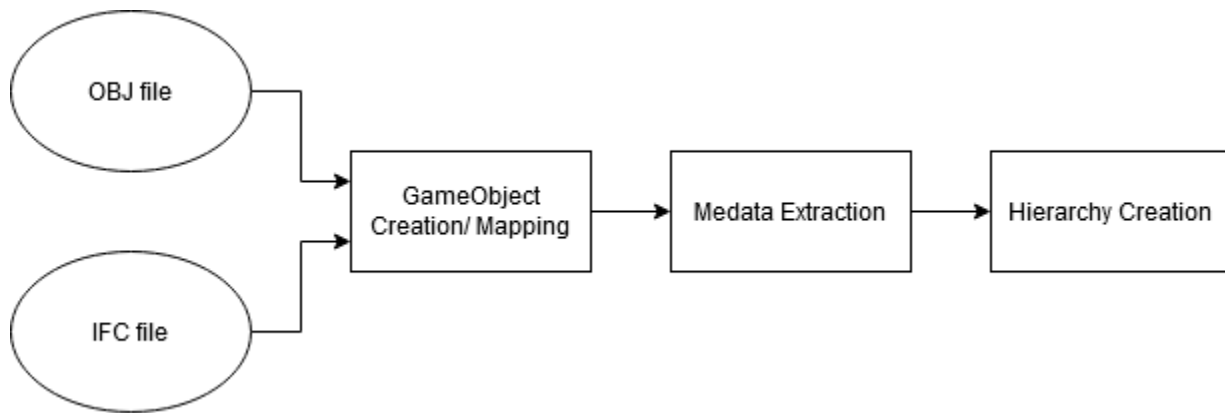 OBJ file
GameObject
Creation/ Mapping
Medata Extraction
Hierarchy Creation
IFC file